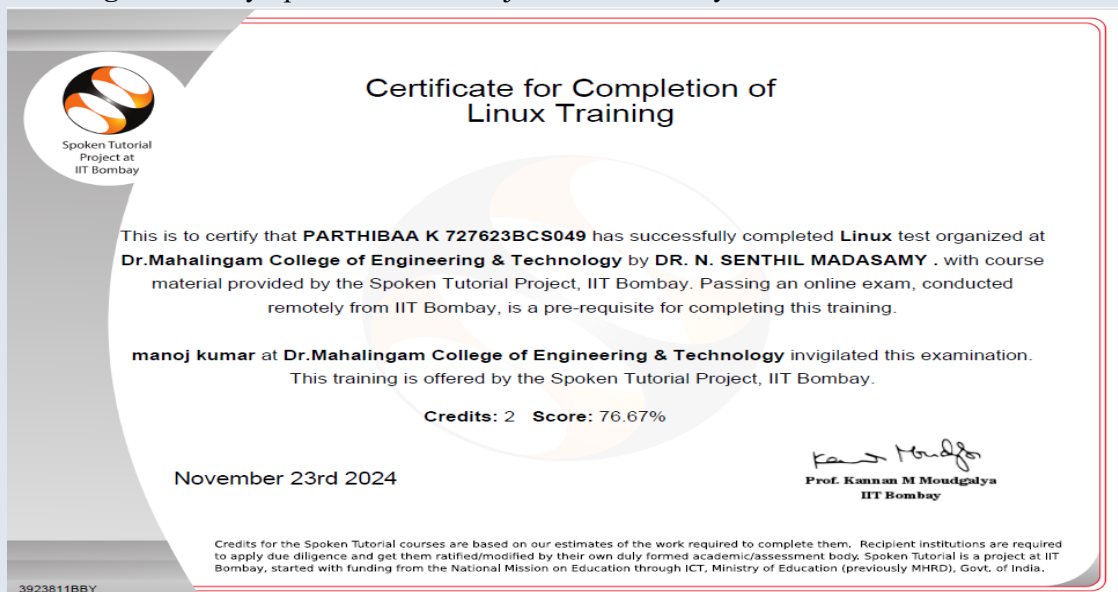 Certificate for Completion of
Linux Training
Spoken Tutorial
Project at
IIT Bombay
This is to certify that PARTHIBAA K 727623BCS049 has successfully completed Linux test organized at
Dr.Mahalingam College of Engineering & Technology by DR. N. SENTHIL MADASAMY . with course
material provided by the Spoken Tutorial Project, IIT Bombay. Passing an online exam, conducted
remotely from IIT Bombay, is a pre-requisite for completing this training.
manoj kumar at Dr.Mahalingam College of Engineering & Technology invigilated this examination.
This training is offered by the Spoken Tutorial Project, IIT Bombay.
Credits: 2 Score: 76.67%
November 23rd 2024
Prof. Kannan M Moudgalya
IIT Bombay
Credits for the Spoken Tutorial courses are based on our estimates of the work required to complete them. Recipient institutions are required
to apply due diligence and get them ratified/modified by their own duly formed academic/assessment body. Spoken Tutorial is a project at IIT
Bombay, started with funding from the National Mission on Education through ICT, Ministry of Education (previously MHRD), Govt. of India.
3923811BBY